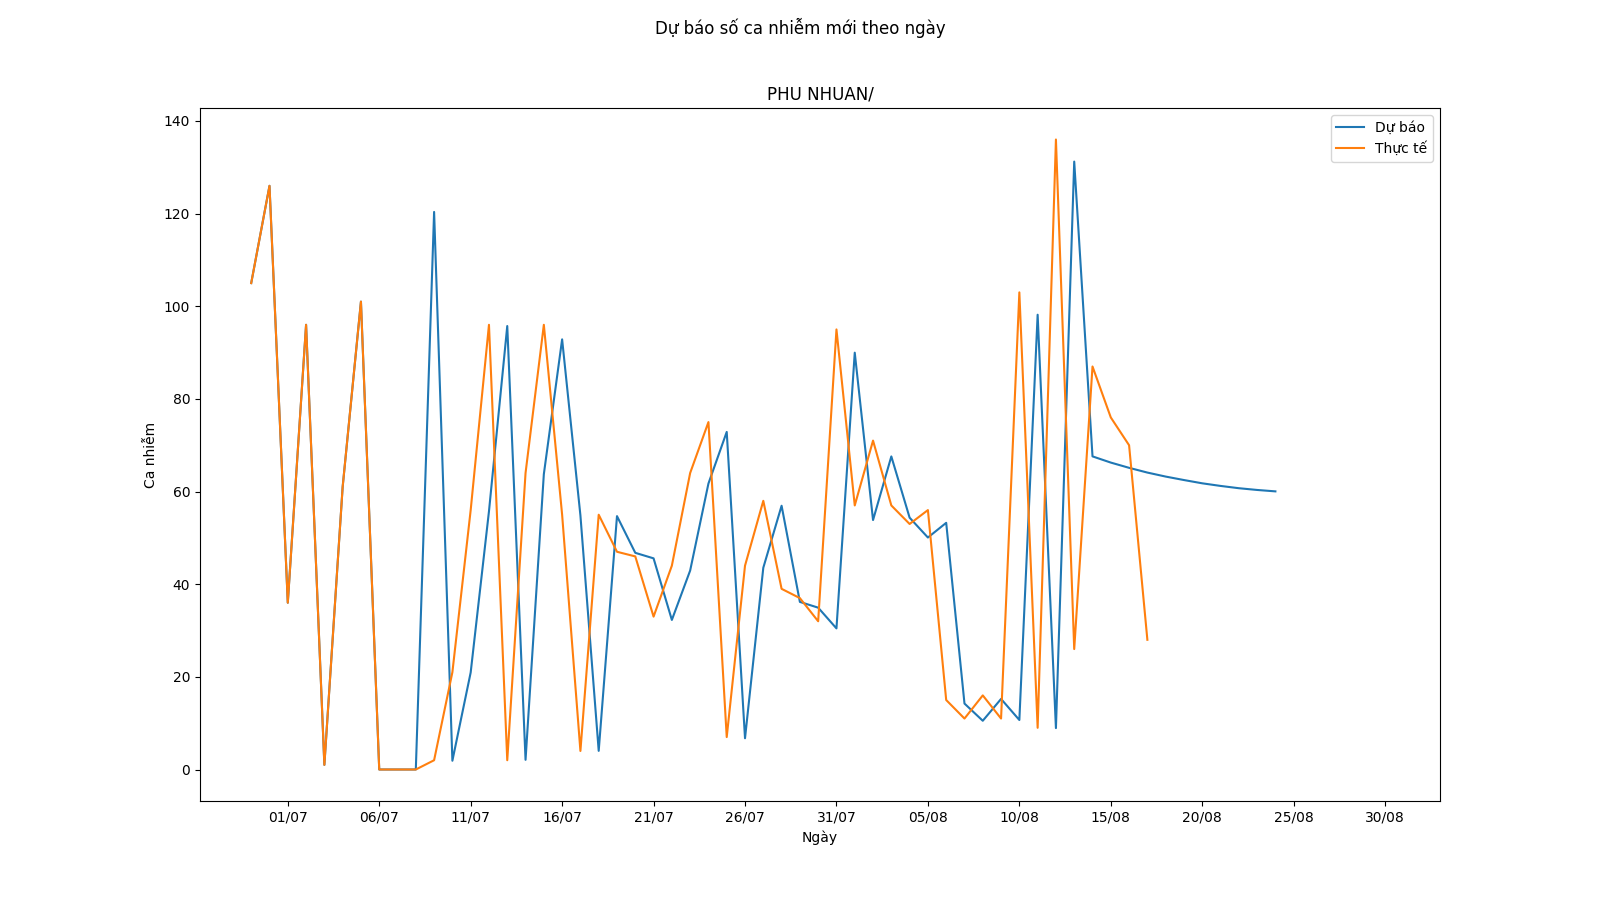 Dự báo số ca nhiễm mới theo ngày
PHU NHUAN/
140
120
100
80
60
40
20
0
Ca nhiễm
Dự báo
Thực tế
01/07 06/07 11/07 16/07 21/07 26/07 31/07 05/08 10/08 15/08 20/08 25/08 30/08
Ngày